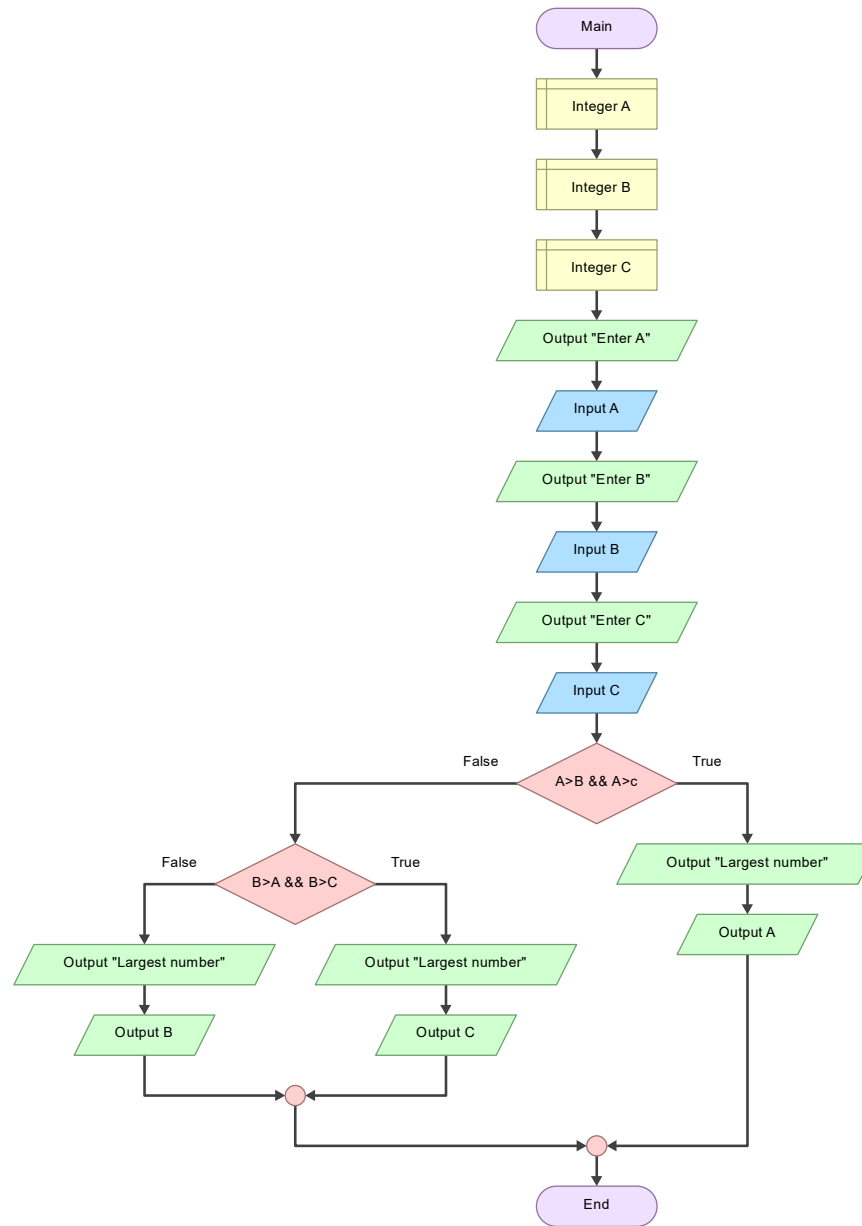 Main
Integer A
Integer B
Integer C
Output "Enter A"
Input A
Output "Enter B"
Input B
Output "Enter C"
Input C
False
A>B && A>c
True
False
B>A && B>C
True
Output "Largest number"
Output A
Output "Largest number"
Output "Largest number"
Output B
Output C
End